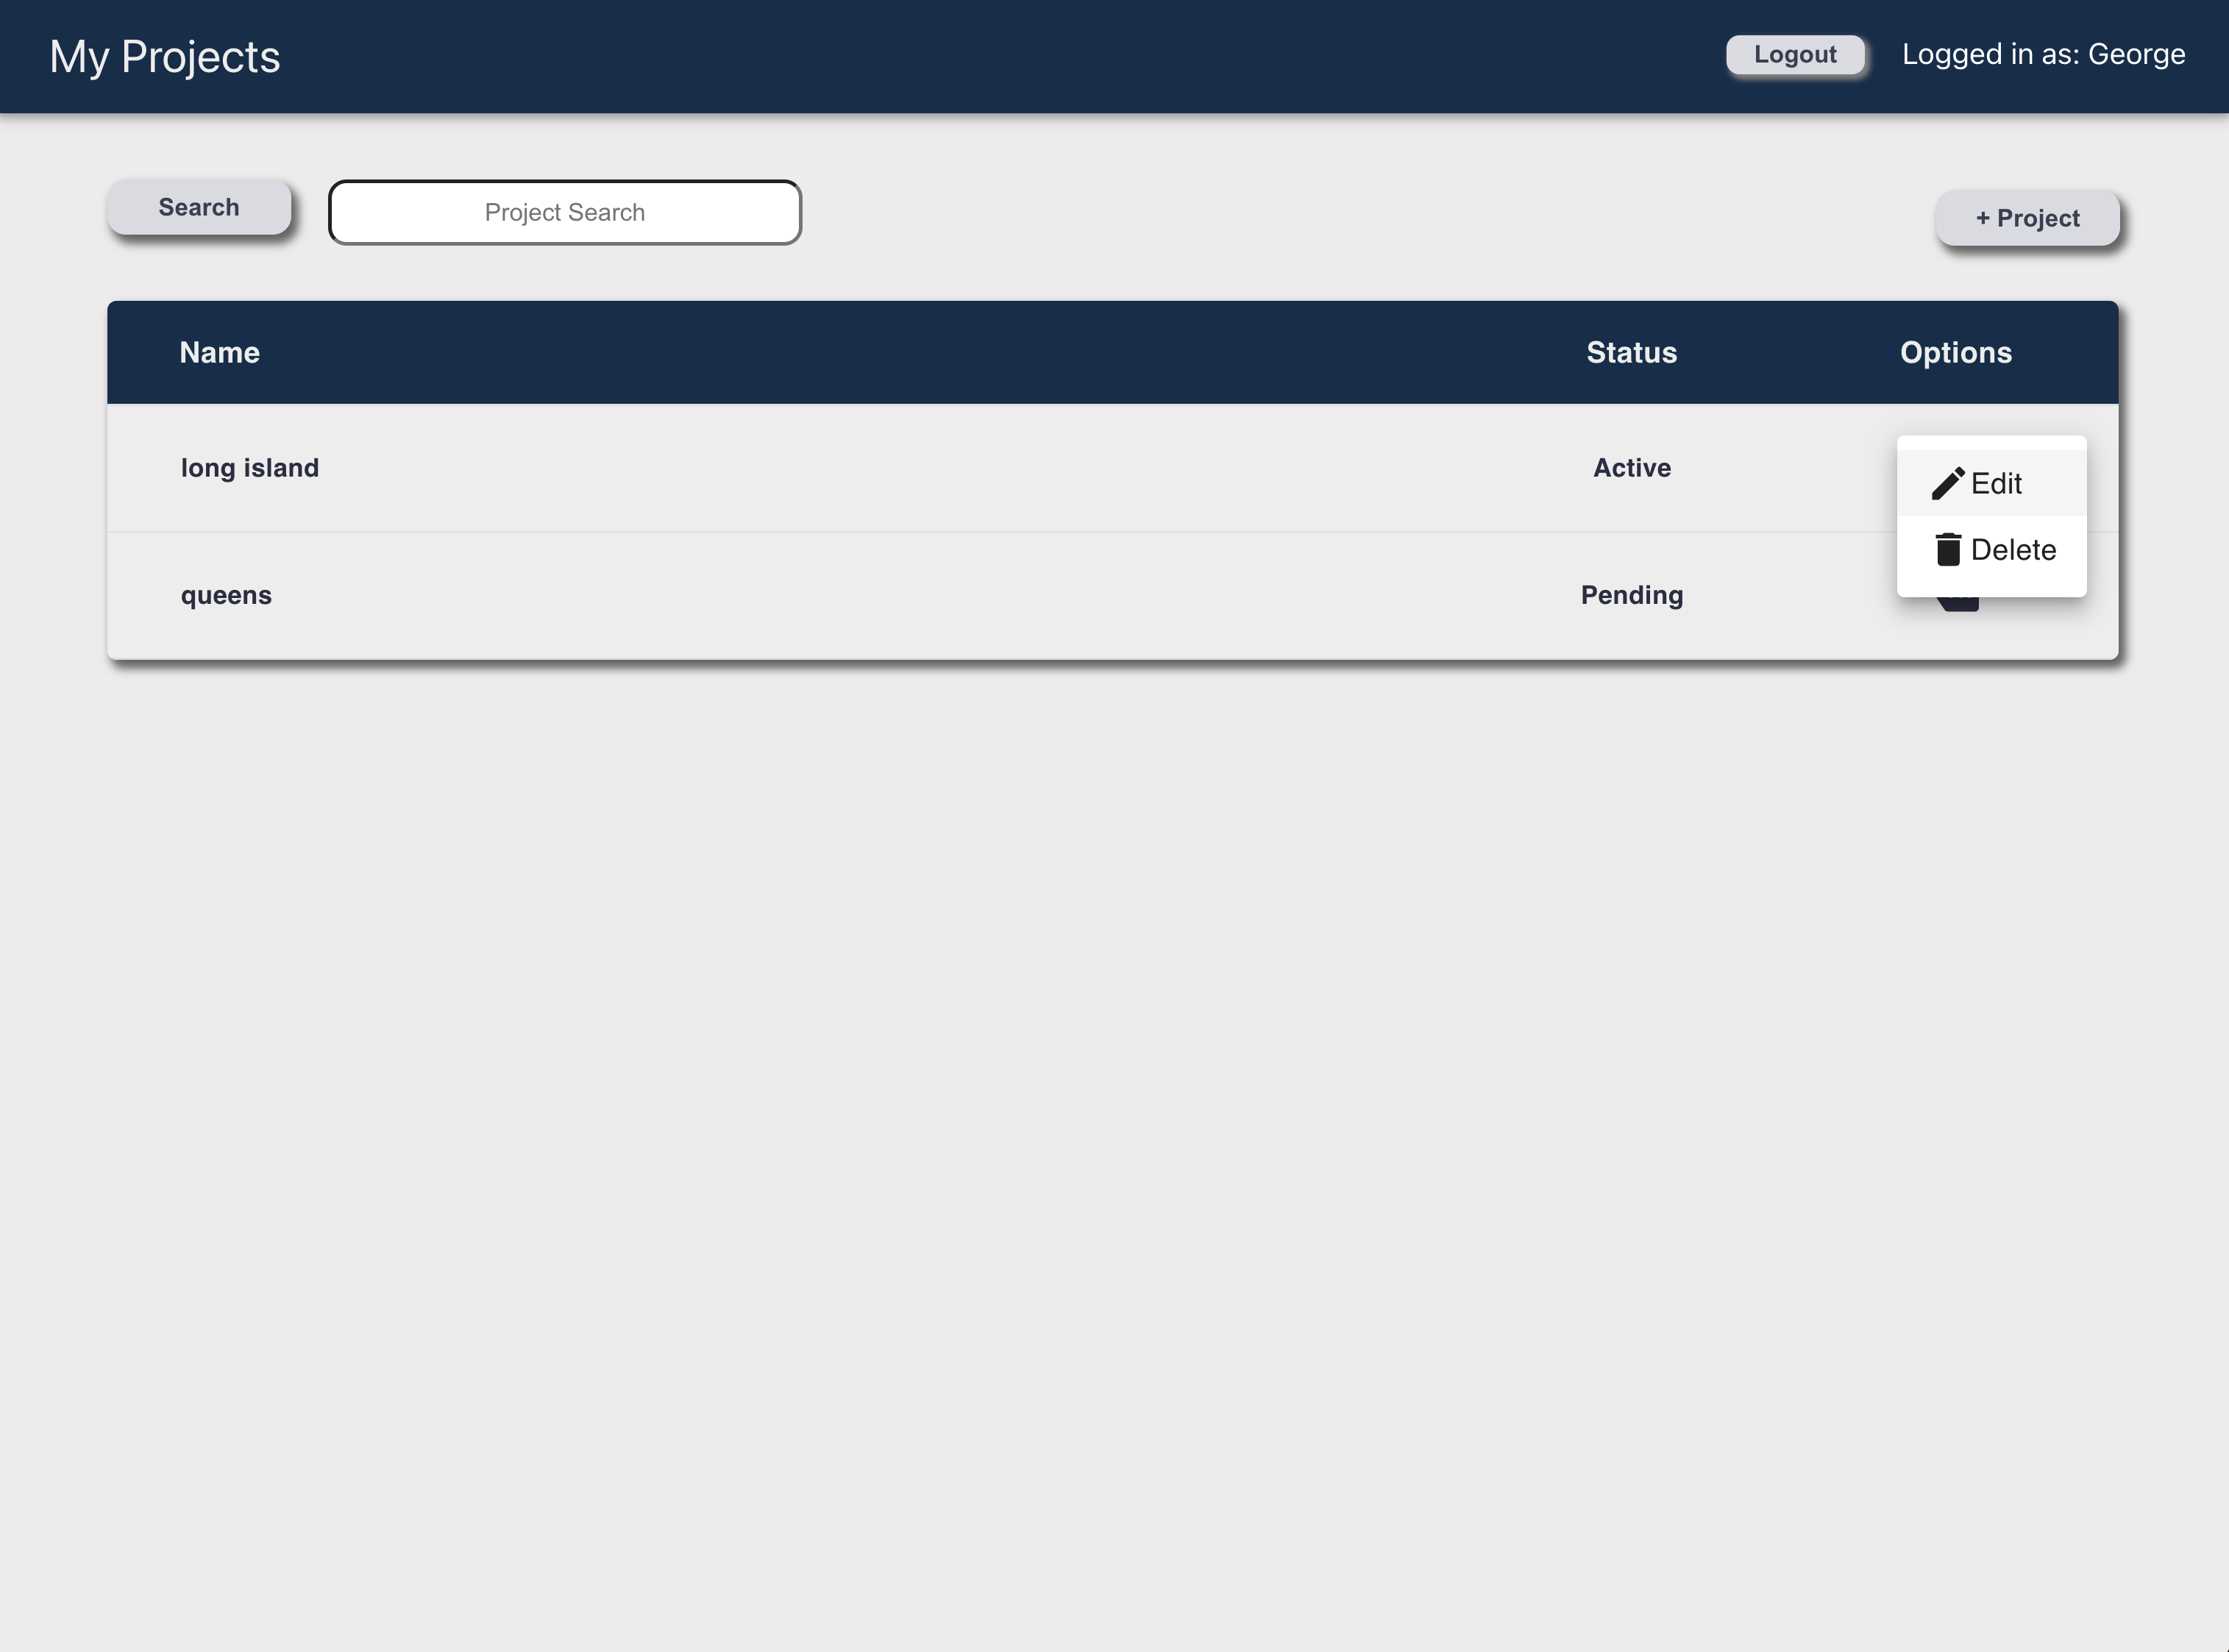 My Projects
Logout
Logged in as: George
Search
Project Search
+ Project
Name
Status
Options
long island
Active
Edit
Delete
queens
Pending